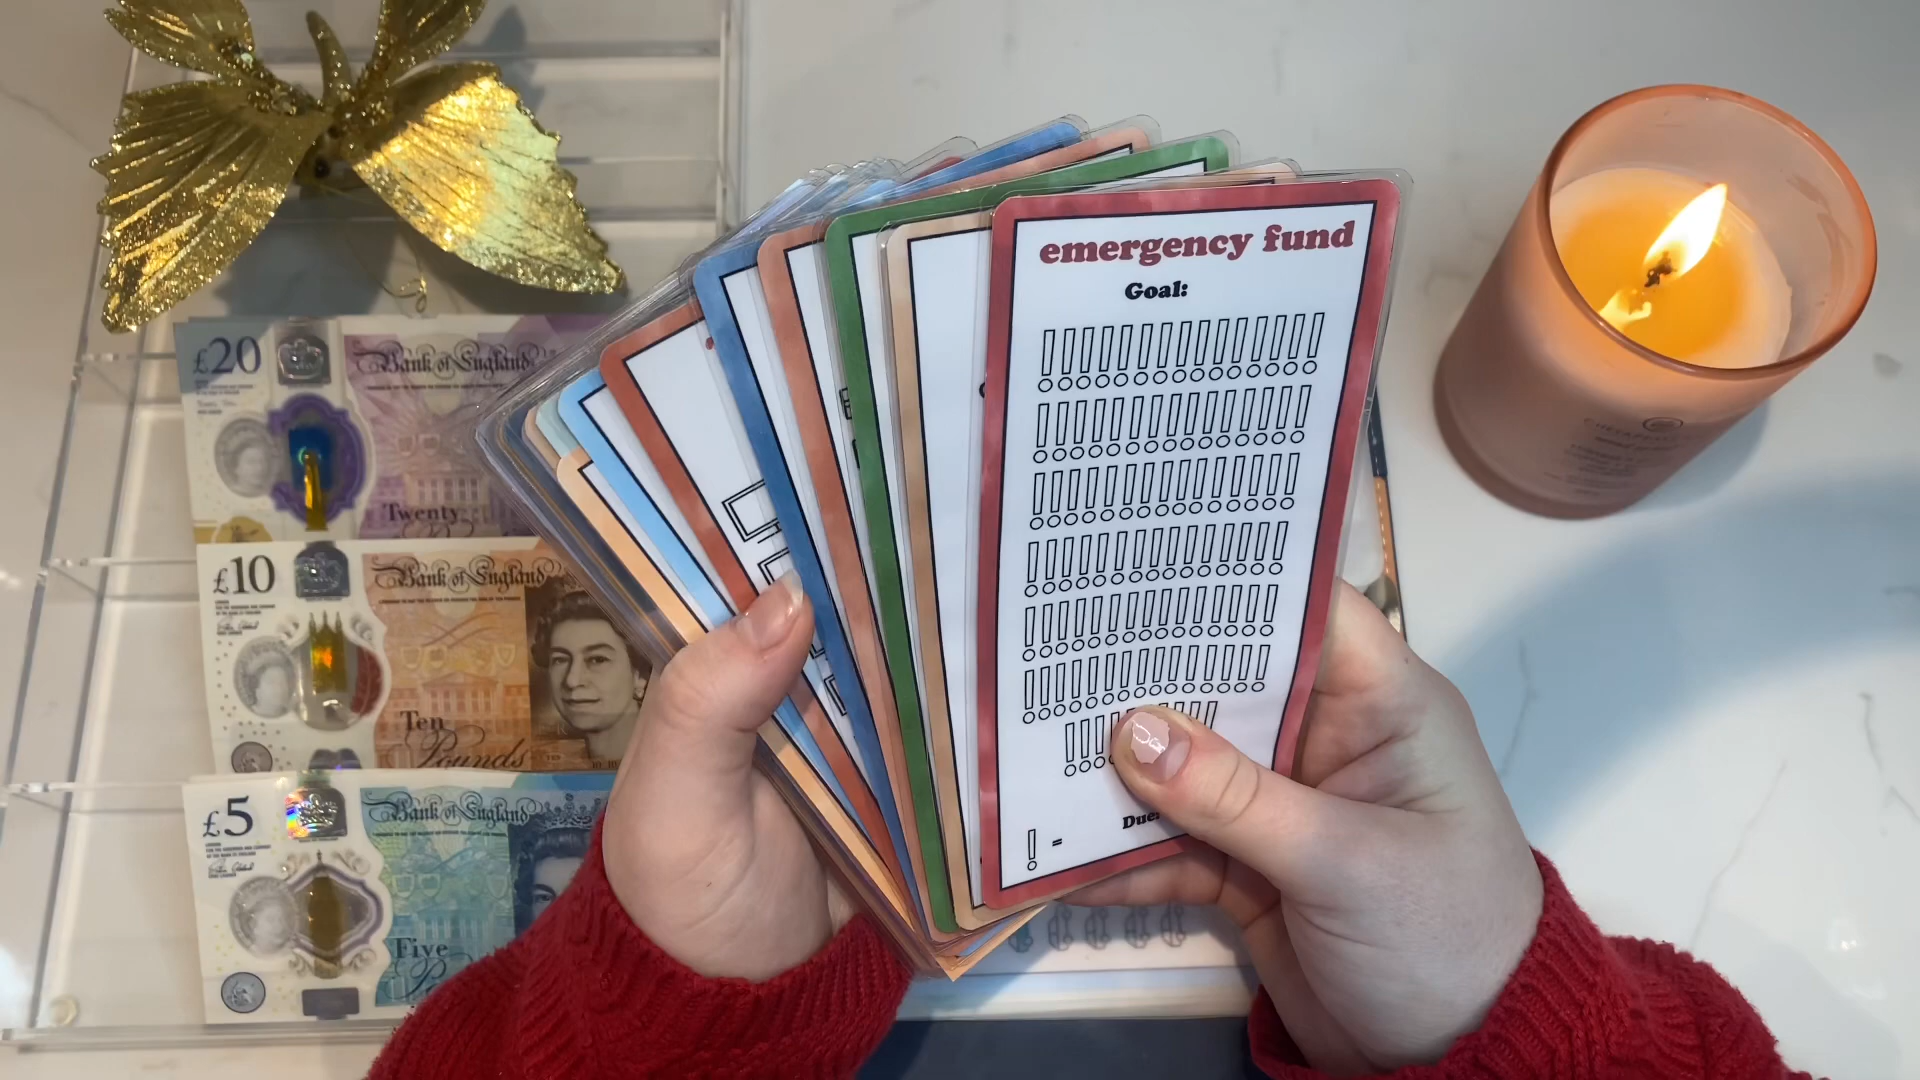 emergency fund
Goal:
Due:
=
£20
Bank of England
Twenty
£10
Bank of England
Ten
Pounds
£5
Bank of England
Five